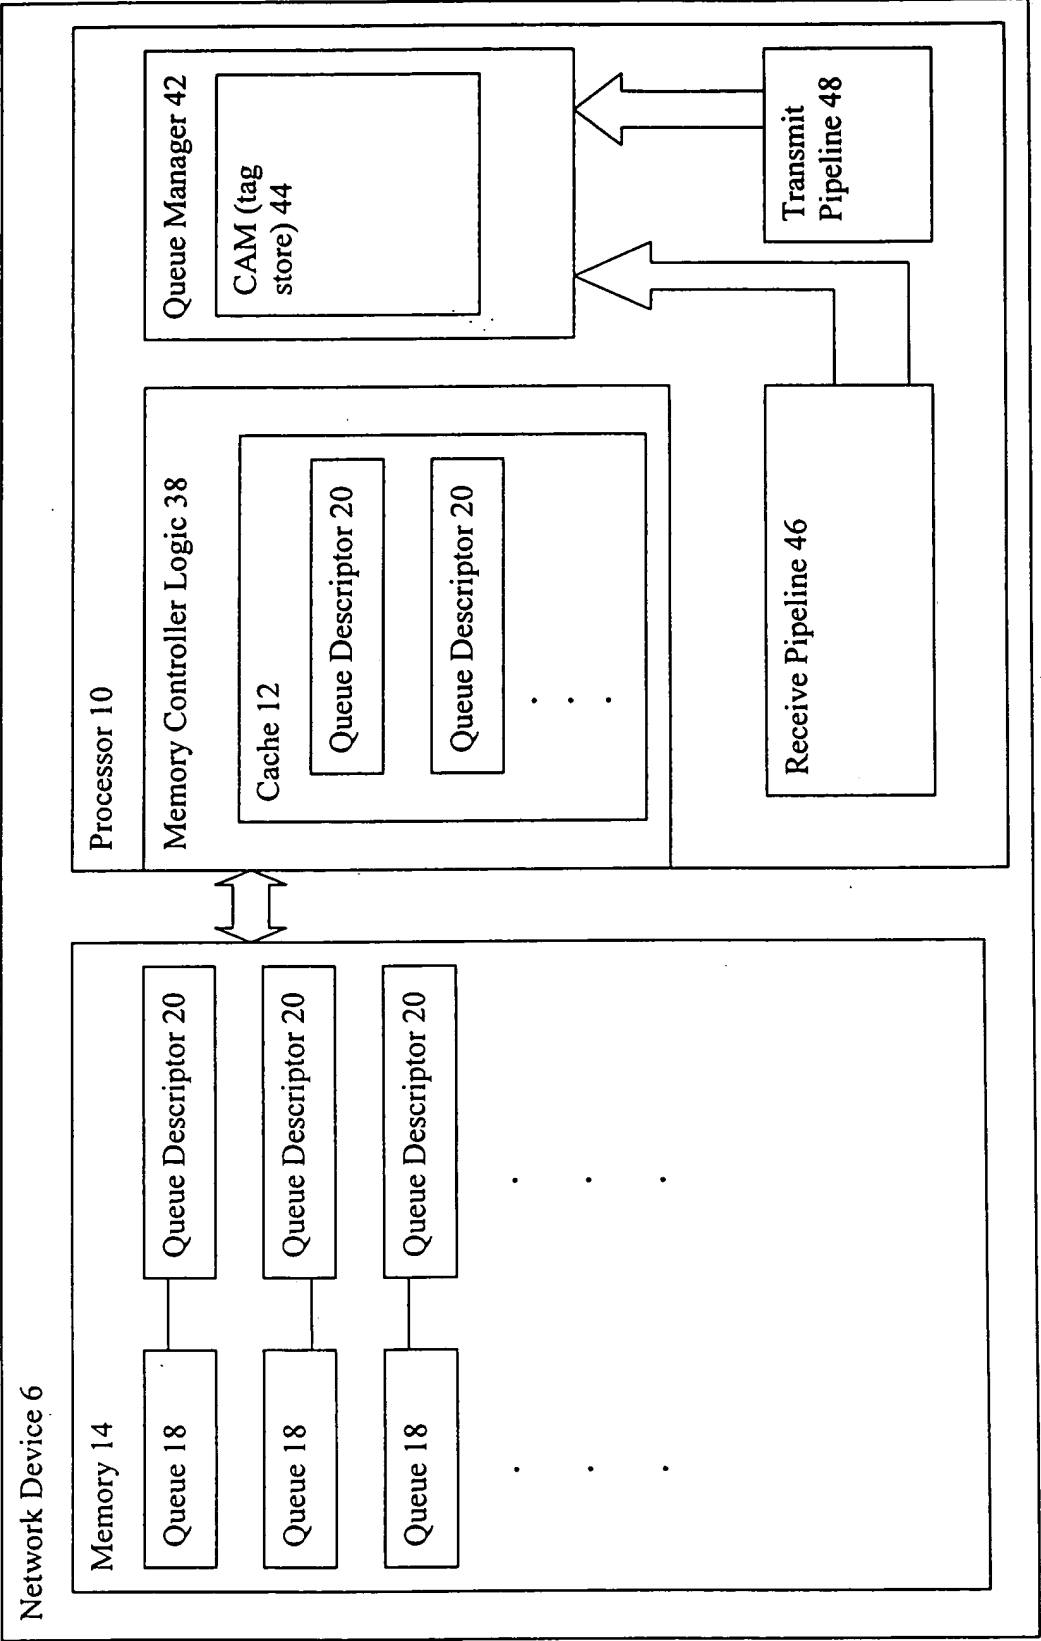 Network Device 6
Memory 14
Queue 18
Queue Descriptor 20
Queue 18
Queue Descriptor 20
Queue 18
Queue Descriptor 20
. . .
. . .
Processor 10
Memory Controller Logic 38
Cache 12
Queue Descriptor 20
Queue Descriptor 20
. . .
Queue Manager 42
CAM (tag
store) 44
Receive Pipeline 46
Transmit
Pipeline 48